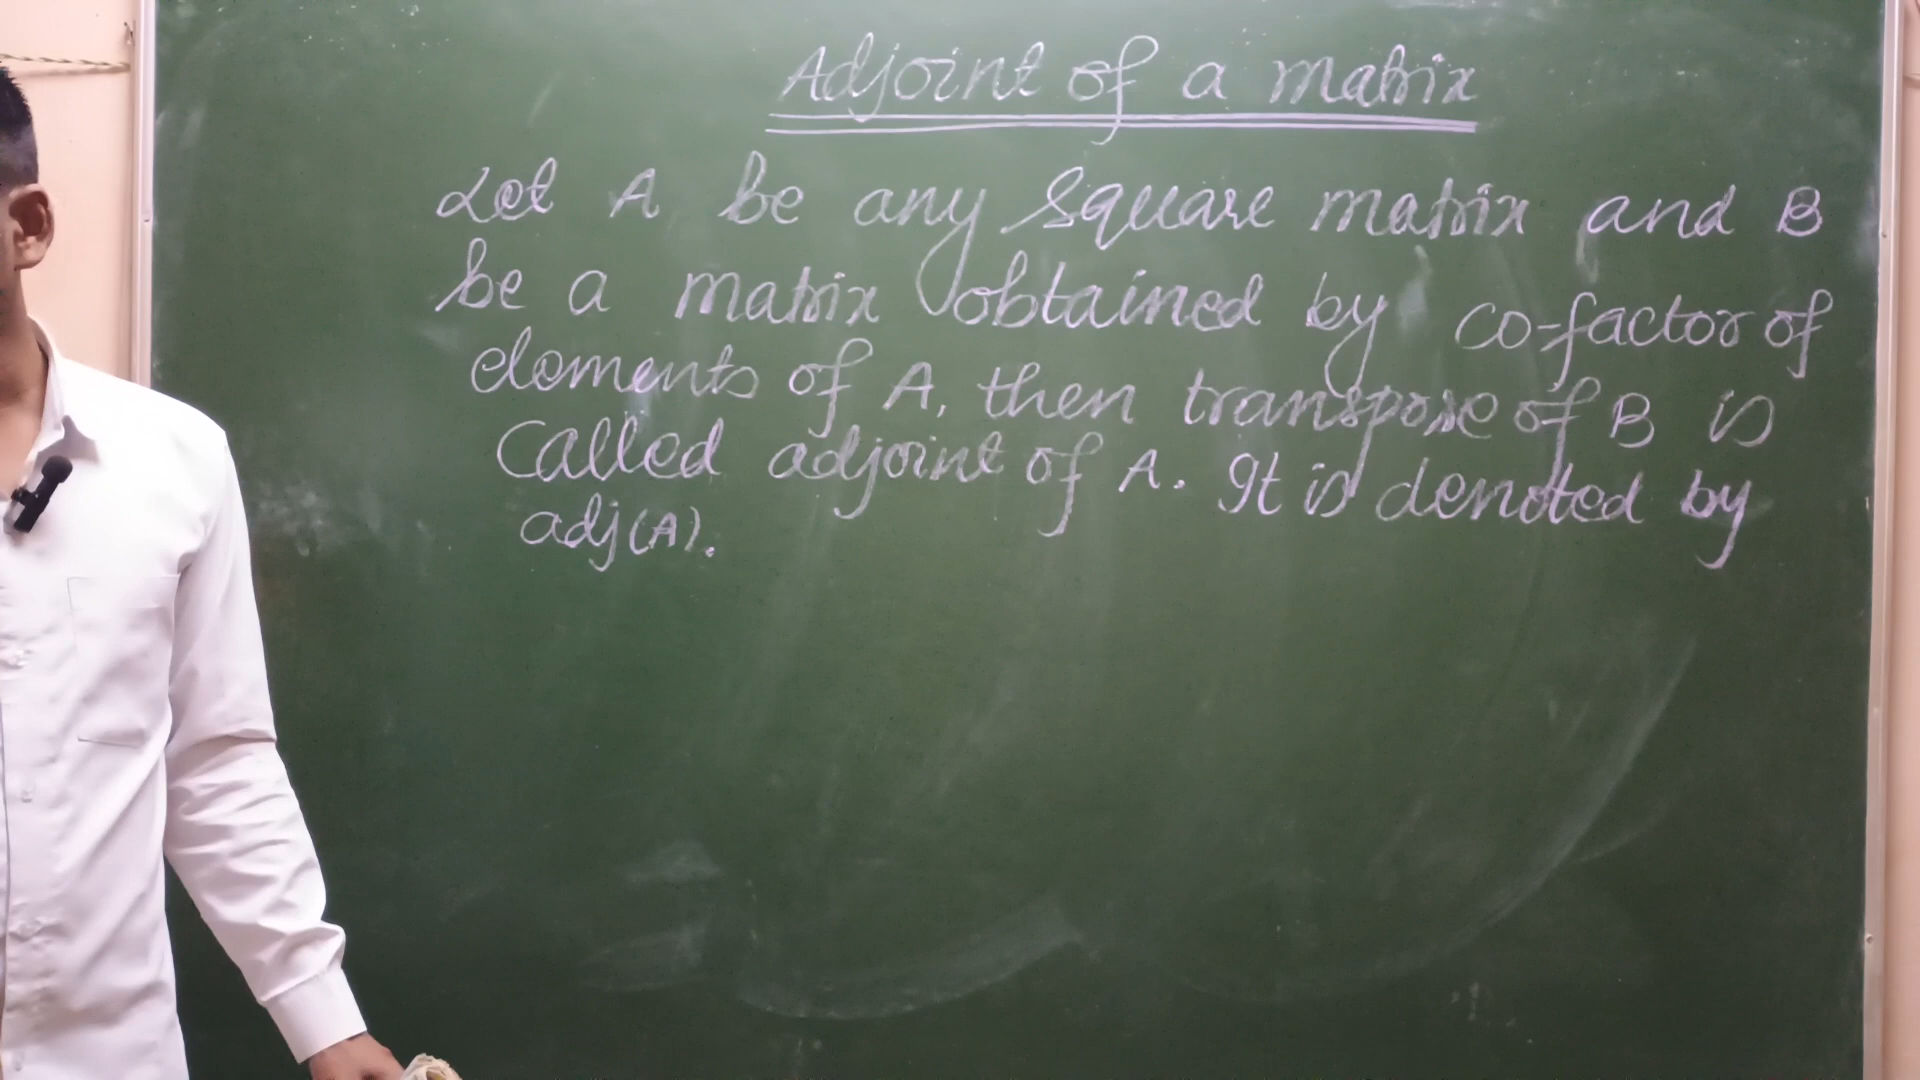 Adjoint of a matrix
Let A be any square matrix and B
be a matrix obtained by co-factor of
elements of A, then transpose of B is
called adjoint of A. It is denoted by
adj(A).